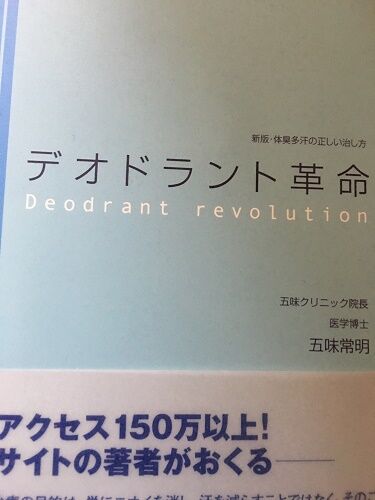 新版・体臭多汗の正しい治し方
デオドラント革命
Deodrant revolution
五味クリニック院長
医学博士
五味常明
アクセス150万以上!
サイトの著者がおくる